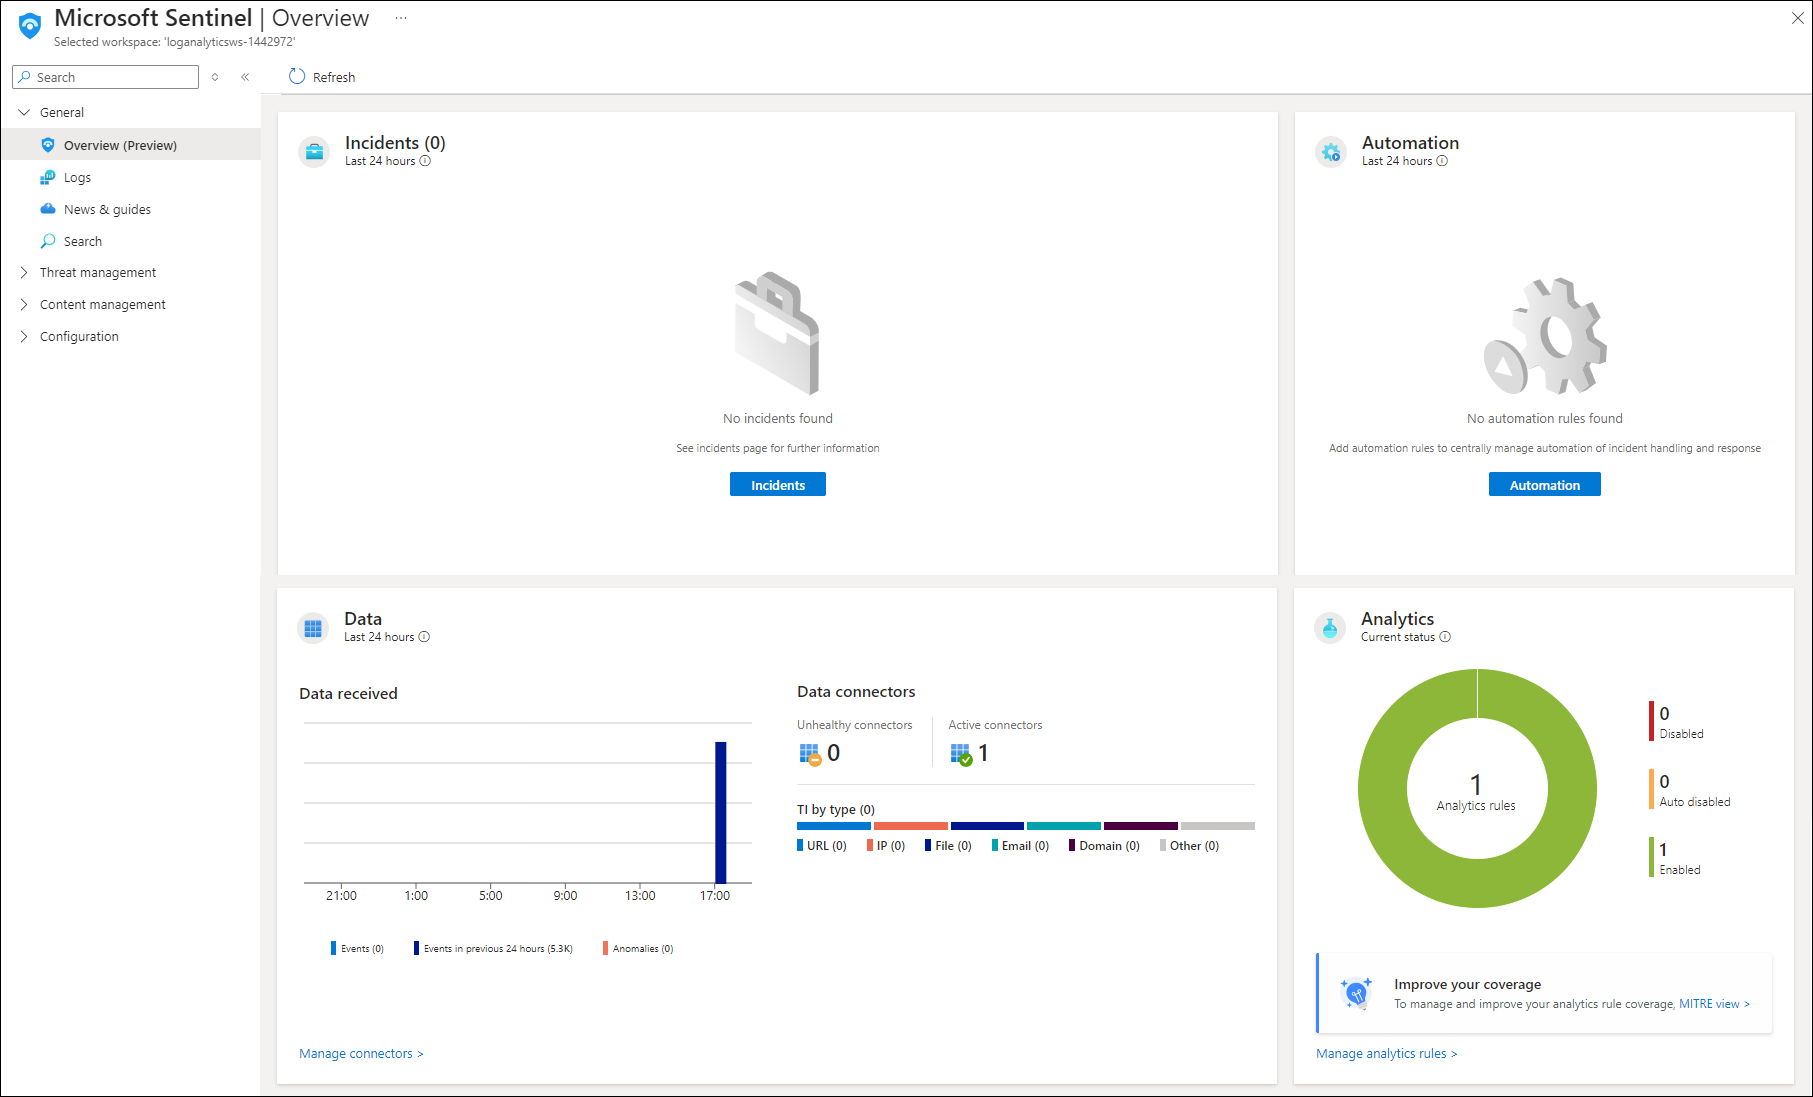 Microsoft Sentinel | Overview ...
Selected workspace: 'loganalyticsws-1442972'
Search
Refresh
General
Overview (Preview)
Logs
News & guides
Search
Threat management
Content management
Configuration
Incidents (0)
Last 24 hours
No incidents found
See incidents page for further information
Incidents
Automation
Last 24 hours
No automation rules found
Add automation rules to centrally manage automation of incident handling and response
Automation
Data
Last 24 hours
Data received
21:00 1:00 5:00 9:00 13:00 17:00
Events (0) Events in previous 24 hours (5.3K) Anomalies (0)
Manage connectors >
Data connectors
Unhealthy connectors
0
Active connectors
1
TI by type (0)
URL (0) IP (0) File (0) Email (0) Domain (0) Other (0)
Analytics
Current status
1
Analytics rules
0
Disabled
0
Auto disabled
1
Enabled
Improve your coverage
To manage and improve your analytics rule coverage, MITRE view >
Manage analytics rules >